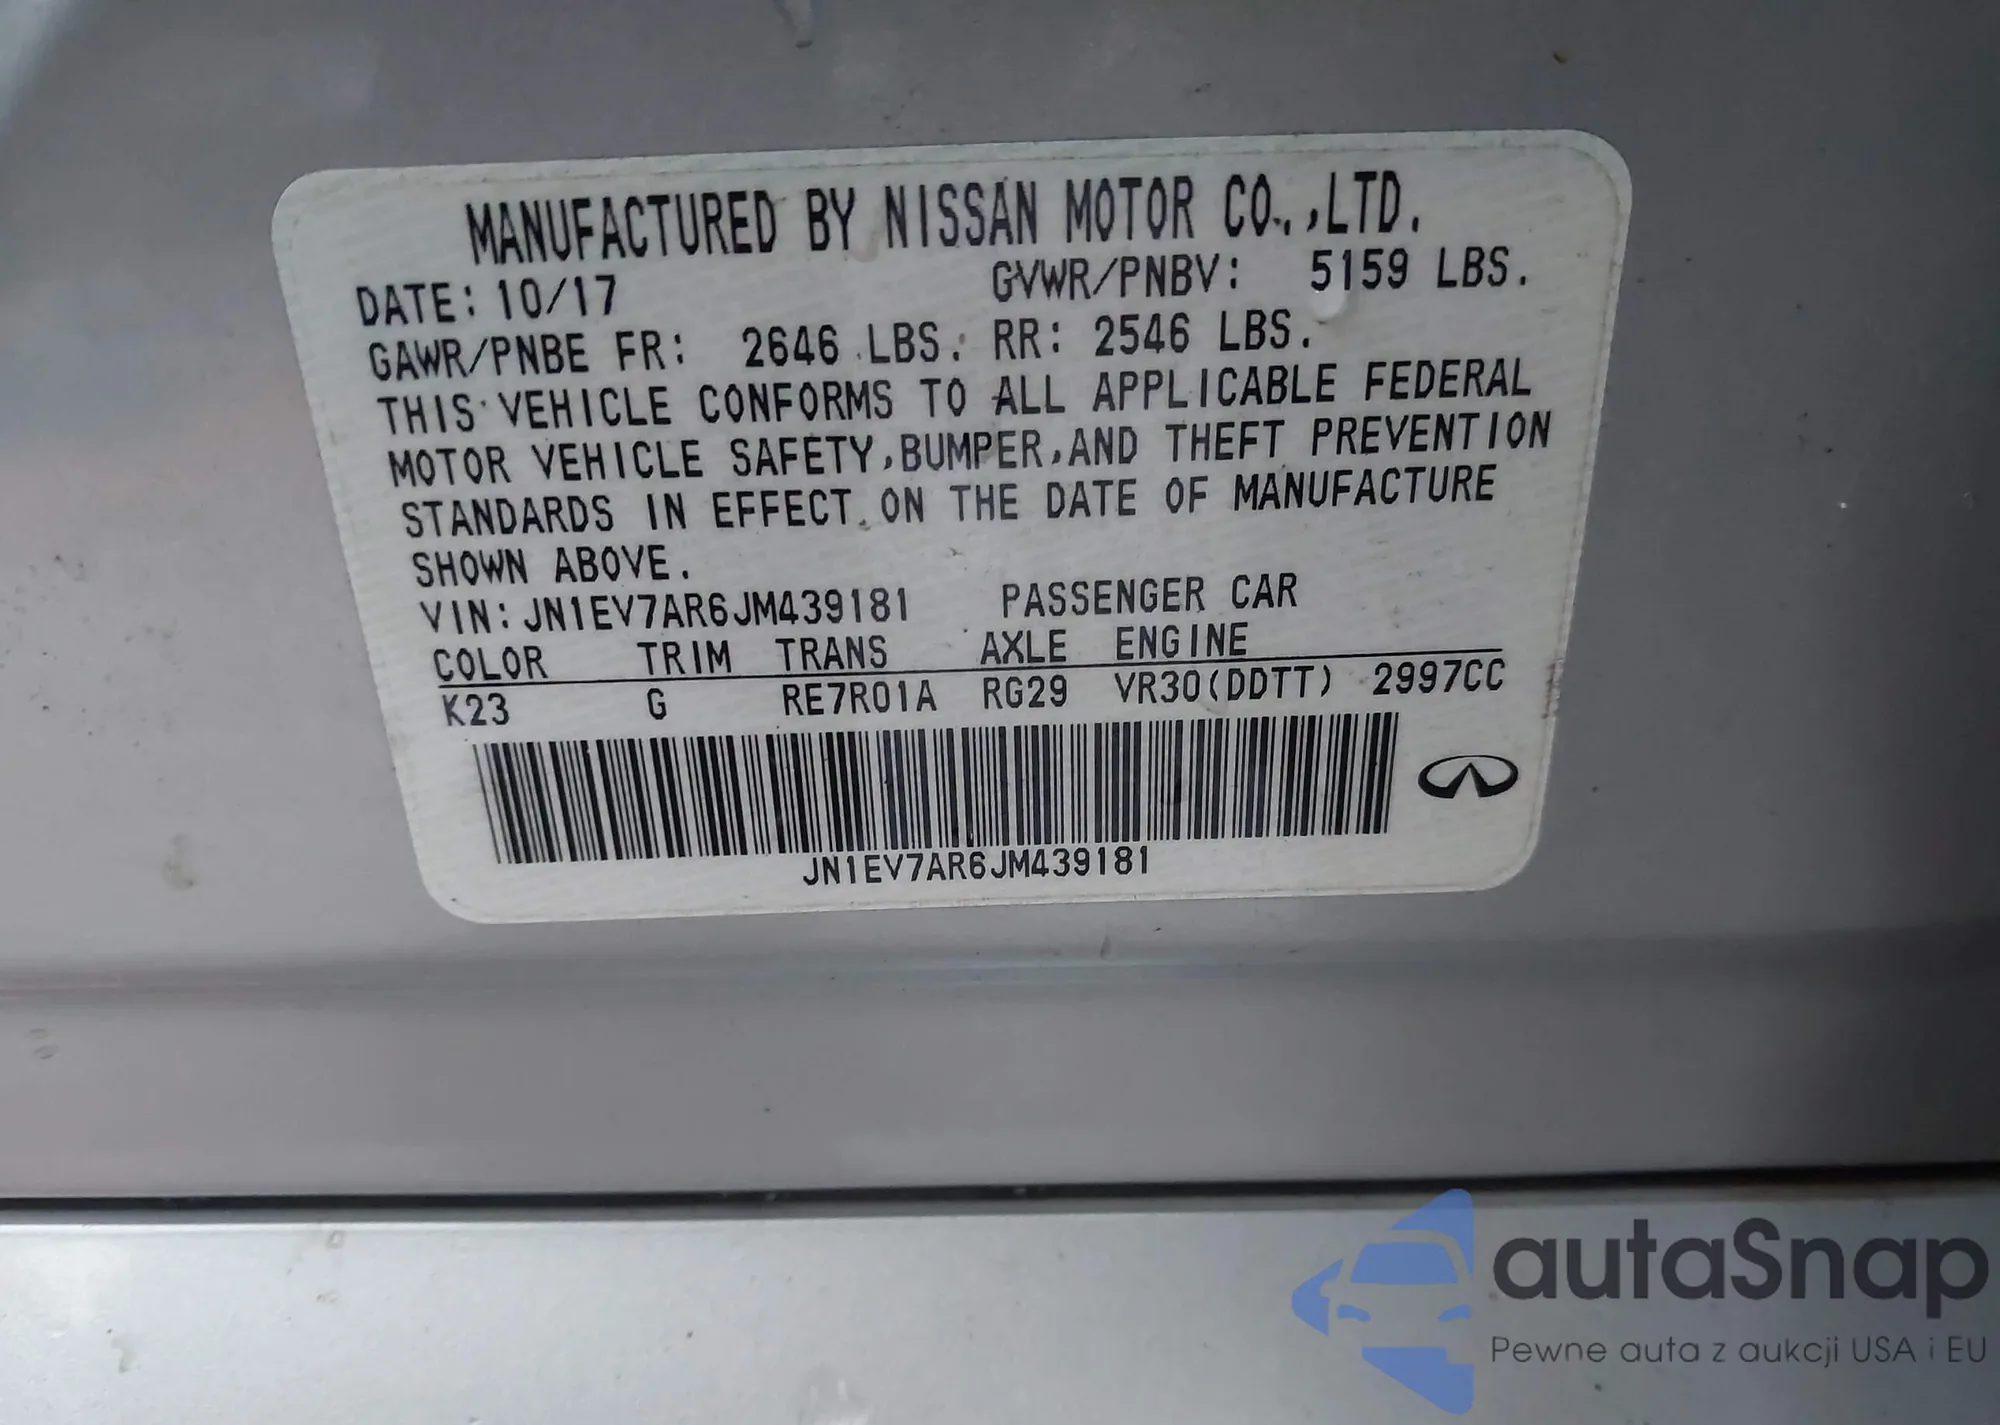 MANUFACTURED BY NISSAN MOTOR CO.,LTD.
DATE: 10/17 GVWR/PNBV: 5159 LBS.
GAWR/PNBE FR: 2646 LBS. RR: 2546 LBS.
THIS VEHICLE CONFORMS TO ALL APPLICABLE FEDERAL
MOTOR VEHICLE SAFETY,BUMPER,AND THEFT PREVENTION
STANDARDS IN EFFECT ON THE DATE OF MANUFACTURE
SHOWN ABOVE.
VIN:JN1EV7AR6JM439181 PASSENGER CAR
COLOR TRIM TRANS AXLE ENGINE
K23 G RE7R01A RG29 VR30(DDTT) 2997CC
JN1EV7AR6JM439181
autaSnap
Pewne auta z aukcji USA i EU